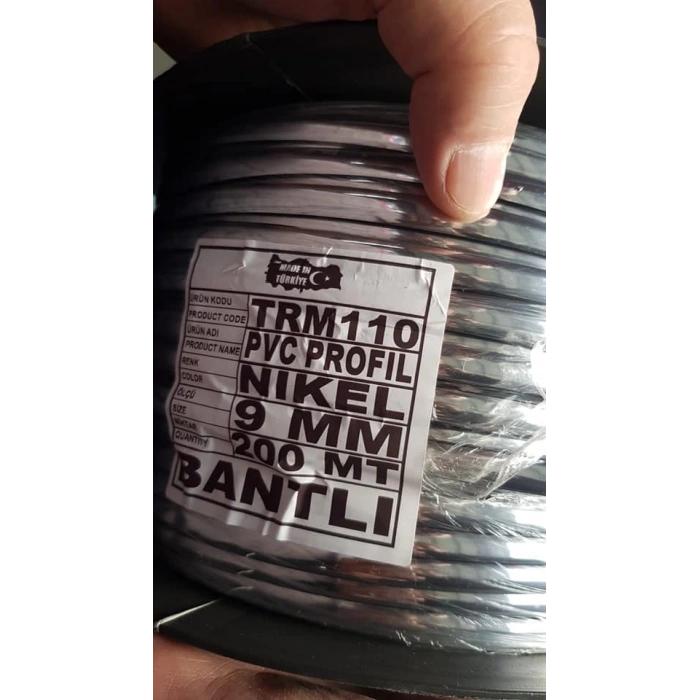 MADE IN
TÜRKİYE
ÜRÜN KODU
PRODUCT CODE
TRM110
ÜRÜN ADI
PRODUCT NAME
PVC PROFIL
RENK
COLOR
NIKEL
ÖLÇÜ
SIZE
9 MM
MİKTAR
QUANTITY
200 MT
BANTLI